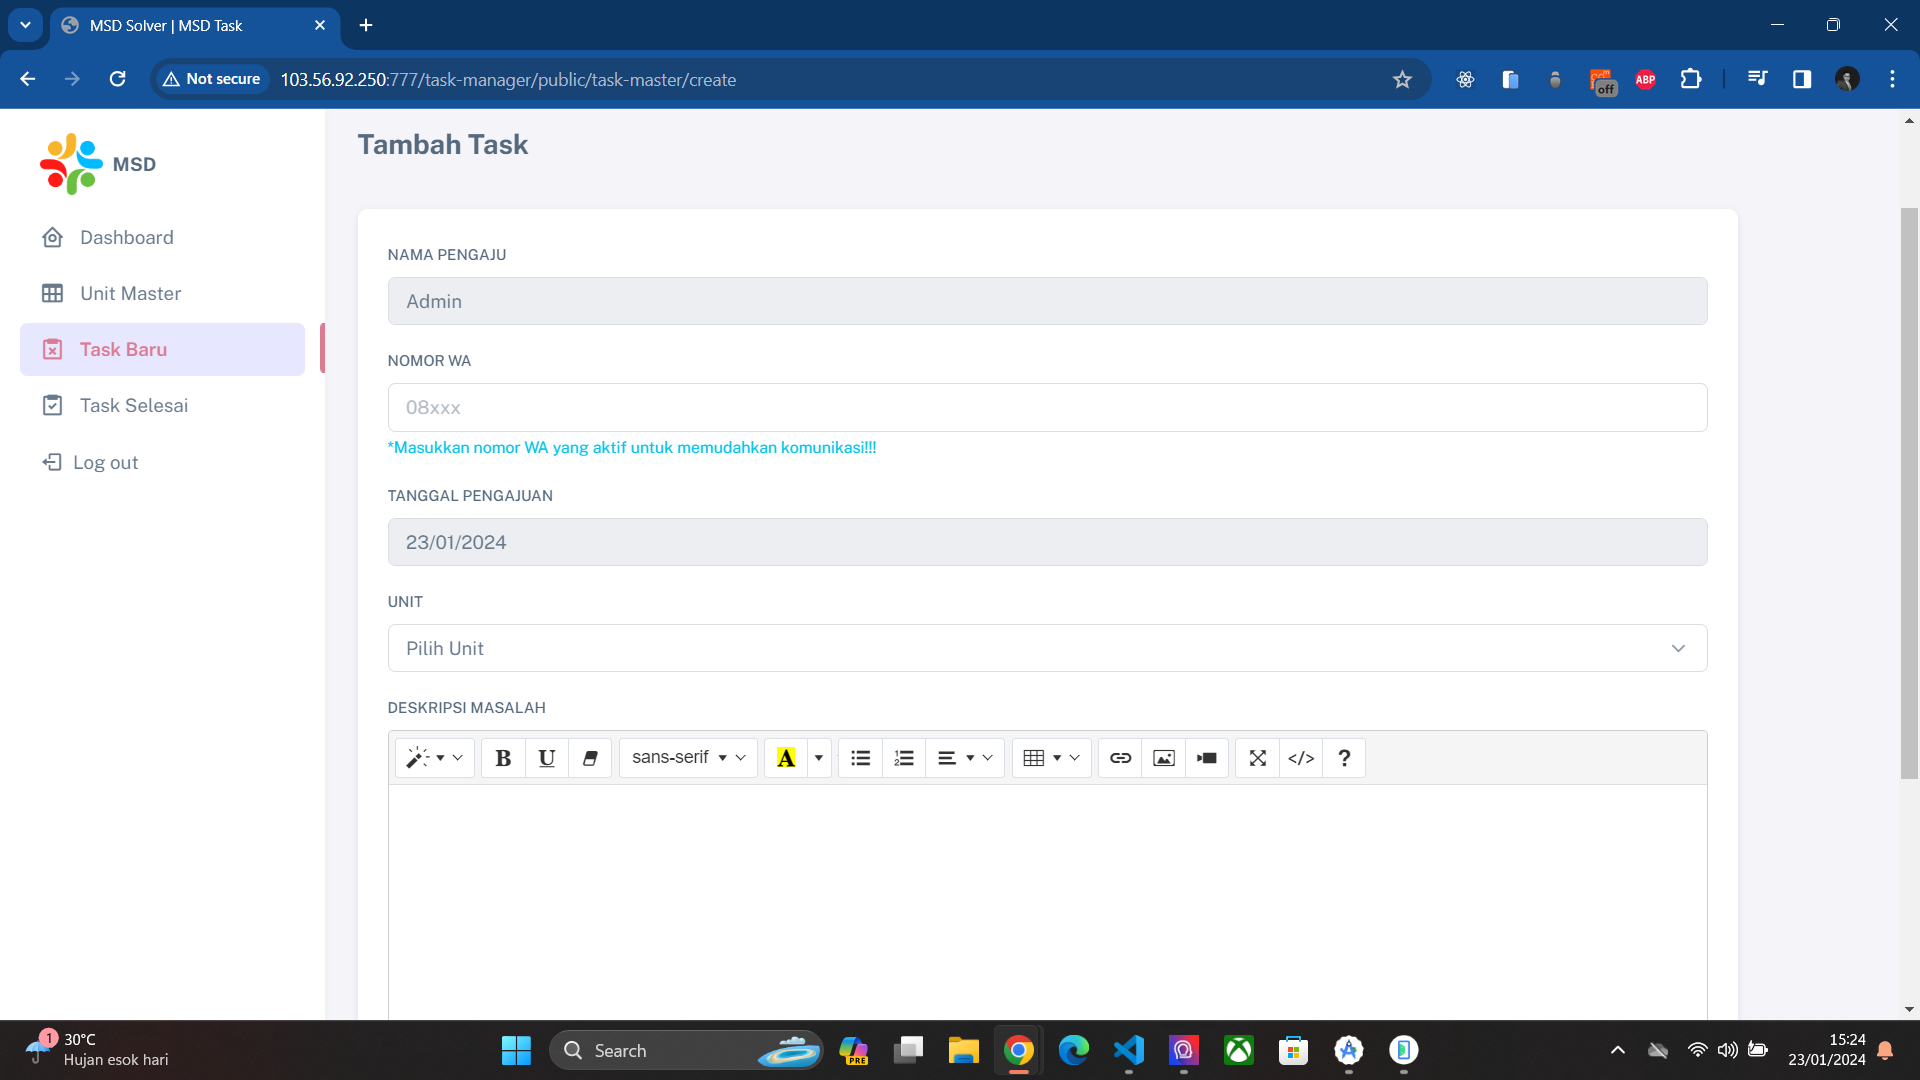 MSD Solver | MSD Task
Not secure
103.56.92.250:777/task-manager/public/task-master/create
off
ABP
MSD
Dashboard
Unit Master
Task Baru
Task Selesai
Log out
Tambah Task
NAMA PENGAJU
Admin
NOMOR WA
08xxx
*Masukkan nomor WA yang aktif untuk memudahkan komunikasi!!!
TANGGAL PENGAJUAN
23/01/2024
UNIT
Pilih Unit
DESKRIPSI MASALAH
B U sans-serif A </> ?
1
30°C
Hujan esok hari
Search
PRE
15:24
23/01/2024